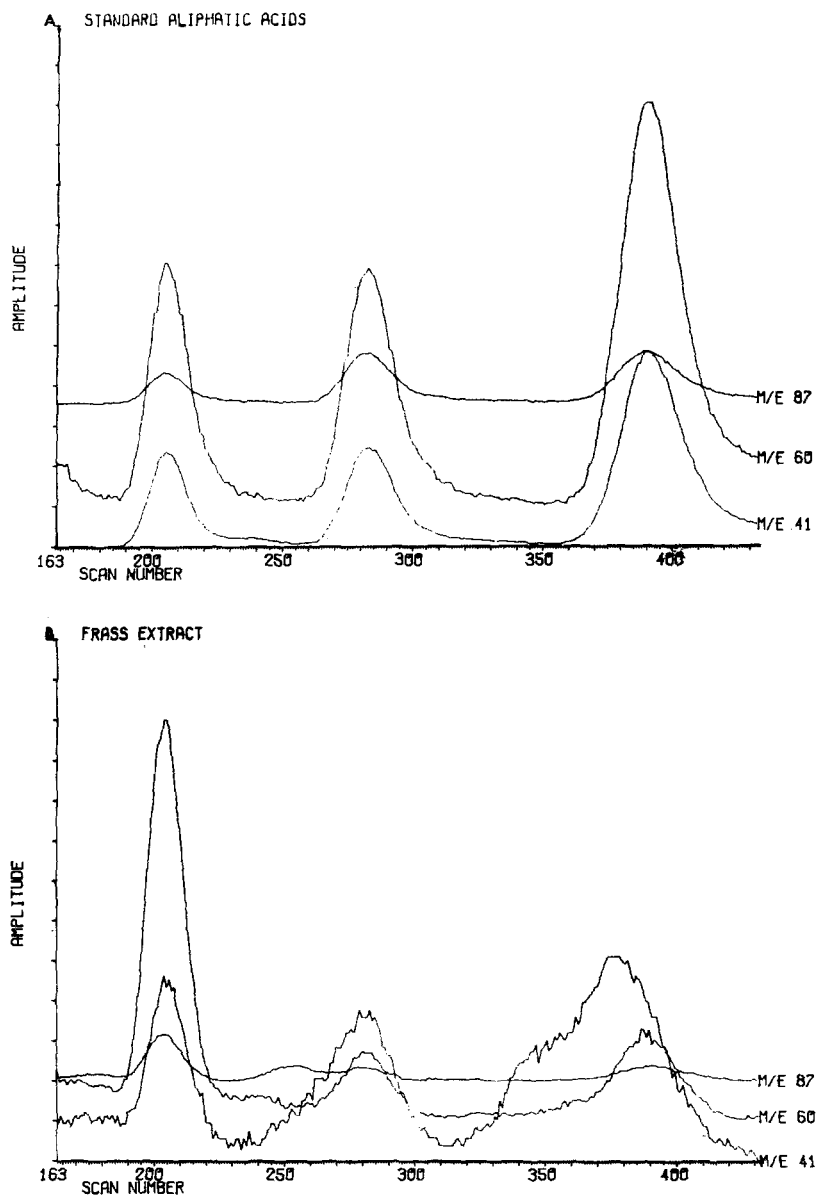 A. STANDARD ALIPHATIC ACIDS
AMPLITUDE
M/E 87
M/E 60
M/E 41
163 200 250 300 350 400
SCAN NUMBER
FRASS EXTRACT
AMPLITUDE
M/E 87
M/E 60
M/E 41
163 200 250 300 350 400
SCAN NUMBER